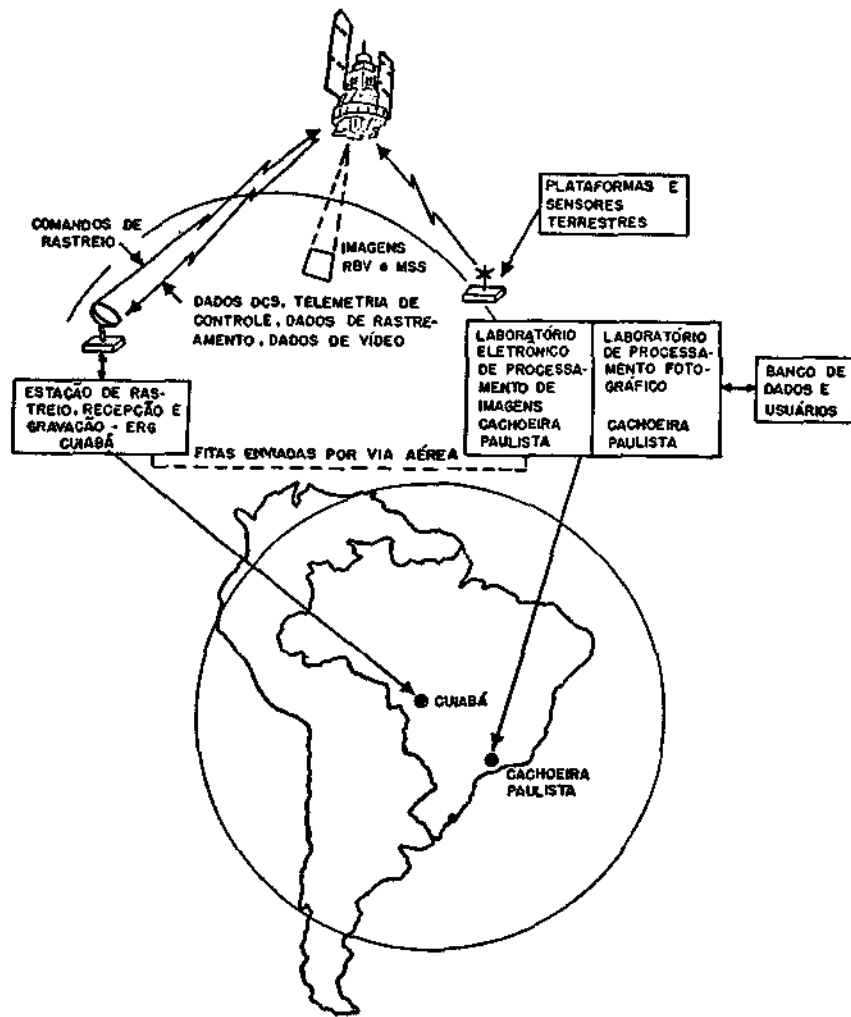 PLATAFORMAS E
SENSORES
TERRESTRES
COMANDOS DE
RASTREIO
IMAGENS
RBV e MSS
DADOS DCS, TELEMETRIA DE
CONTROLE, DADOS DE RASTRE-
AMENTO, DADOS DE VÍDEO
ESTAÇÃO DE RAS-
TREIO, RECEPÇÃO E
GRAVAÇÃO - ERG
CUIABÁ
LABORATÓRIO
ELETRÔNICO
DE PROCESSA-
MENTO DE
IMAGENS
CACHOEIRA
PAULISTA
LABORATÓRIO
DE PROCESSA-
MENTO FOTO-
GRÁFICO
CACHOEIRA
PAULISTA
BANCO DE
DADOS E
USUÁRIOS
FITAS ENVIADAS POR VIA AÉREA
CUIABÁ
CACHOEIRA
PAULISTA